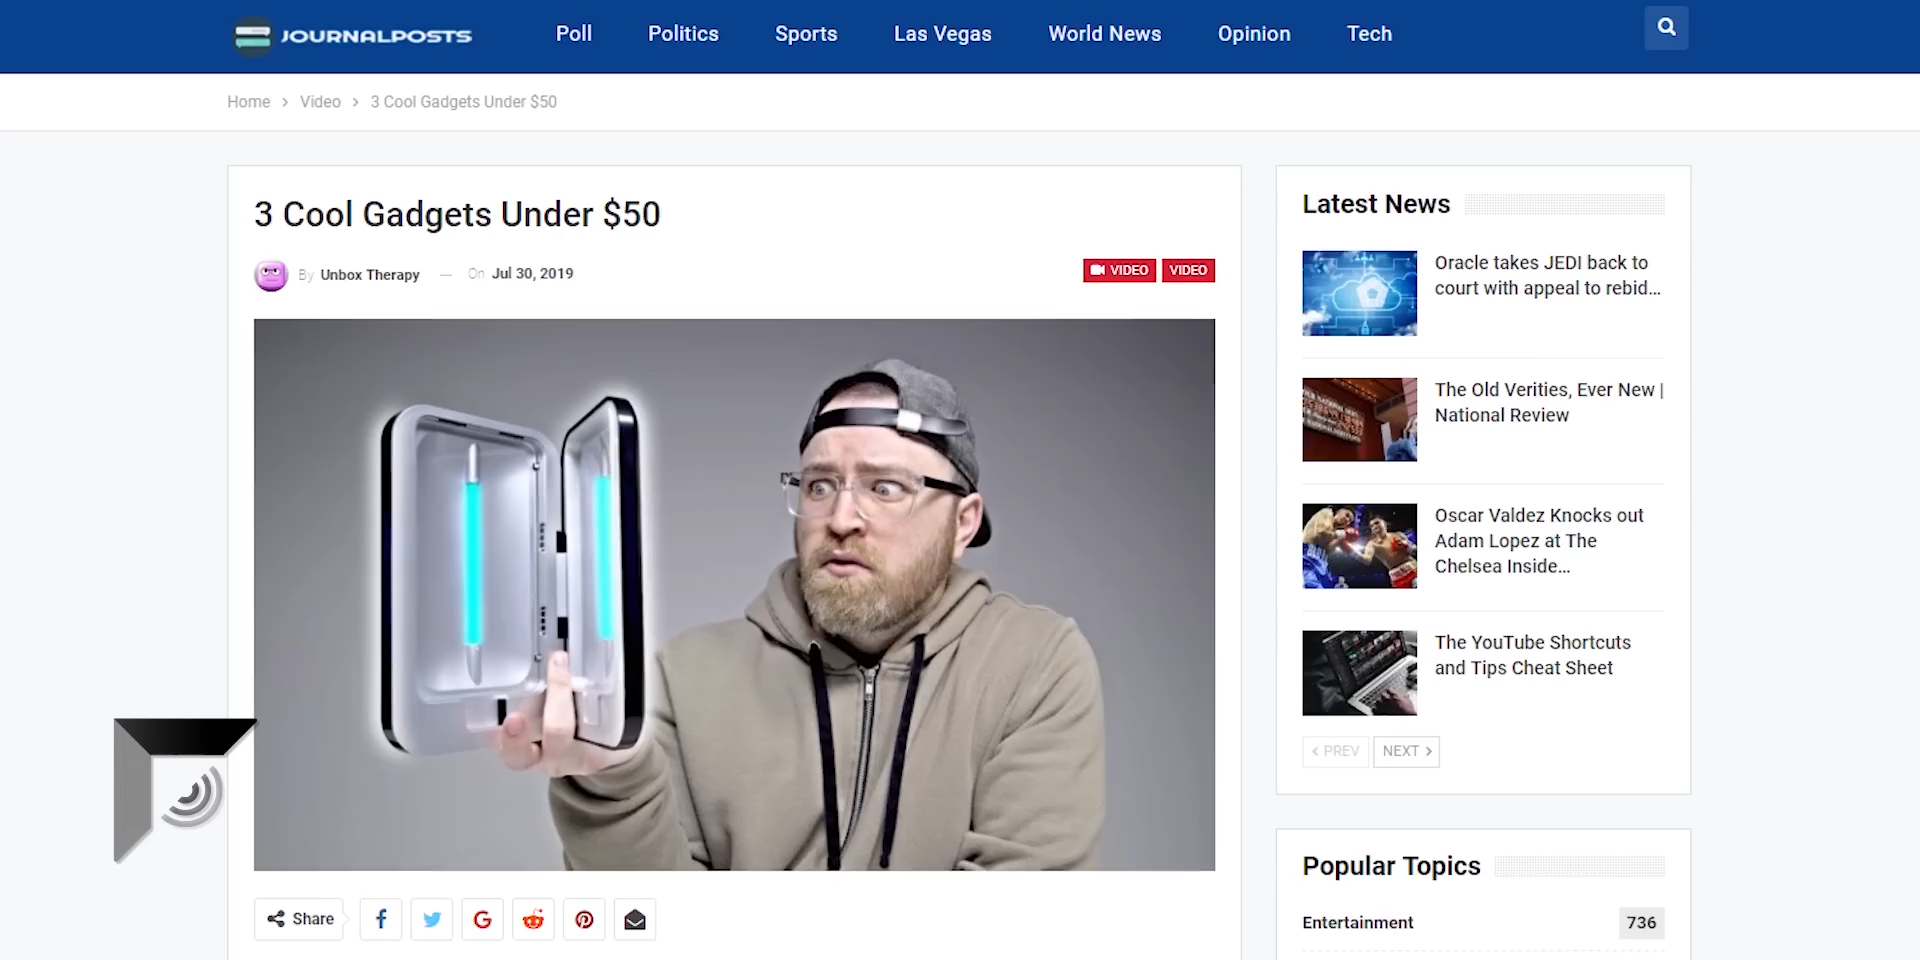 JOURNALPOSTS
Poll
Politics
Sports
Las Vegas
World News
Opinion
Tech
Home > Video > 3 Cool Gadgets Under $50
3 Cool Gadgets Under $50
By Unbox Therapy — On Jul 30, 2019
VIDEO
VIDEO
Share
Latest News
Oracle takes JEDI back to
court with appeal to rebid...
The Old Verities, Ever New |
National Review
Oscar Valdez Knocks out
Adam Lopez at The
Chelsea Inside...
The YouTube Shortcuts
and Tips Cheat Sheet
PREV
NEXT
Popular Topics
Entertainment 736